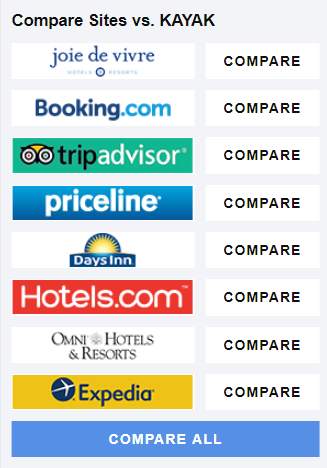 Compare Sites vs. KAYAK
joie de vivre COMPARE
HOTELS & RESORTS
Booking.com COMPARE
tripadvisor® COMPARE
priceline® COMPARE
Days Inn COMPARE
Hotels.com™ COMPARE
OMNI HOTELS COMPARE
& RESORTS
Expedia® COMPARE
COMPARE ALL